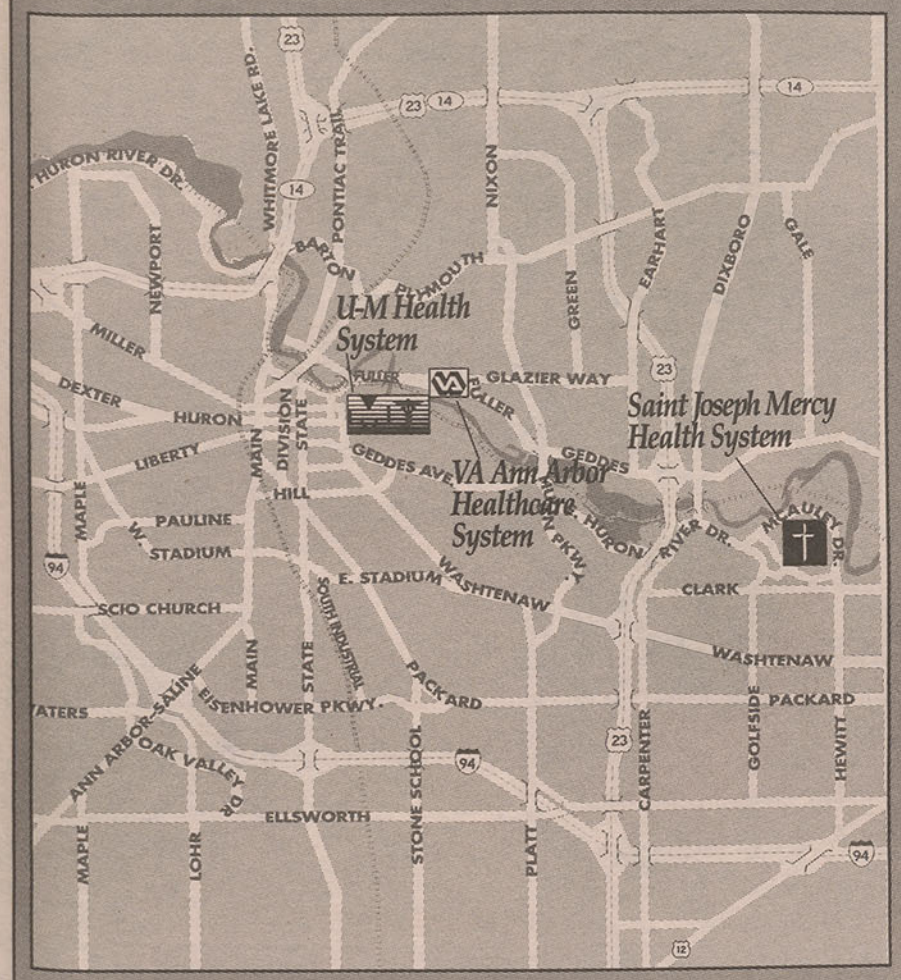 23
WHITMORE LAKE RD.
PONTIAC TRAIL
23
14
14
HURON RIVER DR.
14
NIXON
BARTON
NEWPORT
PLYMOUTH
GREEN
EARHART
DIXBORO
GALE
U-M Health
System
MILLER
FULLER
VA
FULLER
GLAZIER WAY
23
DEXTER
HURON
DIVISION
STATE
Saint Joseph Mercy
Health System
LIBERTY
MAIN
GEDDES AVE.
GEDDES
VA Ann Arbor
Healthcare
System
HILL
MAPLE
PAULINE
HURON
RIVER DR.
PKWY.
MCAULEY DR.
W. STADIUM
94
E. STADIUM
WASHTENAW
CLARK
SCIO CHURCH
SOUTH INDUSTRIAL
MAIN
STATE
WASHTENAW
PACKARD
PACKARD
EISENHOWER PKWY.
ATERS
ANN ARBOR-SALINE
OAK VALLEY DR
94
23
CARPENTER
GOLFSIDE
HEWITT
STONE SCHOOL
ELLSWORTH
MAPLE
LOHR
PLATT
94
12